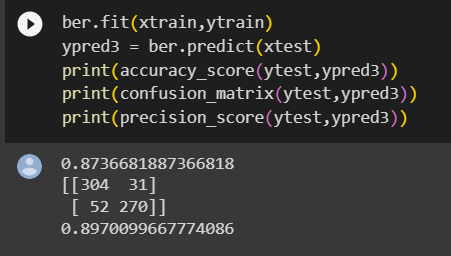 ber.fit(xtrain,ytrain)
ypred3 = ber.predict(xtest)
print(accuracy_score(ytest,ypred3))
print(confusion_matrix(ytest,ypred3))
print(precision_score(ytest,ypred3))
0.8736681887366818
[[304  31]
 [ 52 270]]
0.8970099667774086